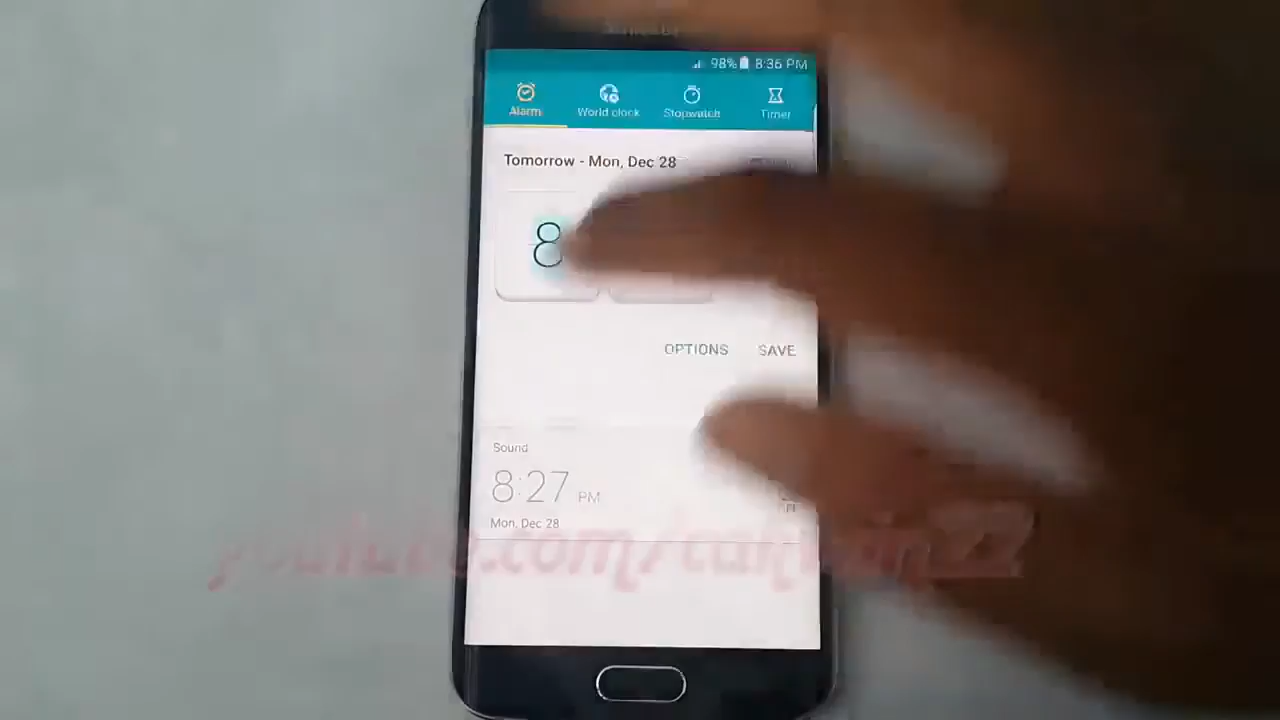 98% 8:36 PM
Alarm World clock Stopwatch Timer
Tomorrow - Mon, Dec 28
8
OPTIONS SAVE
Sound
8:27 PM
Mon, Dec 28